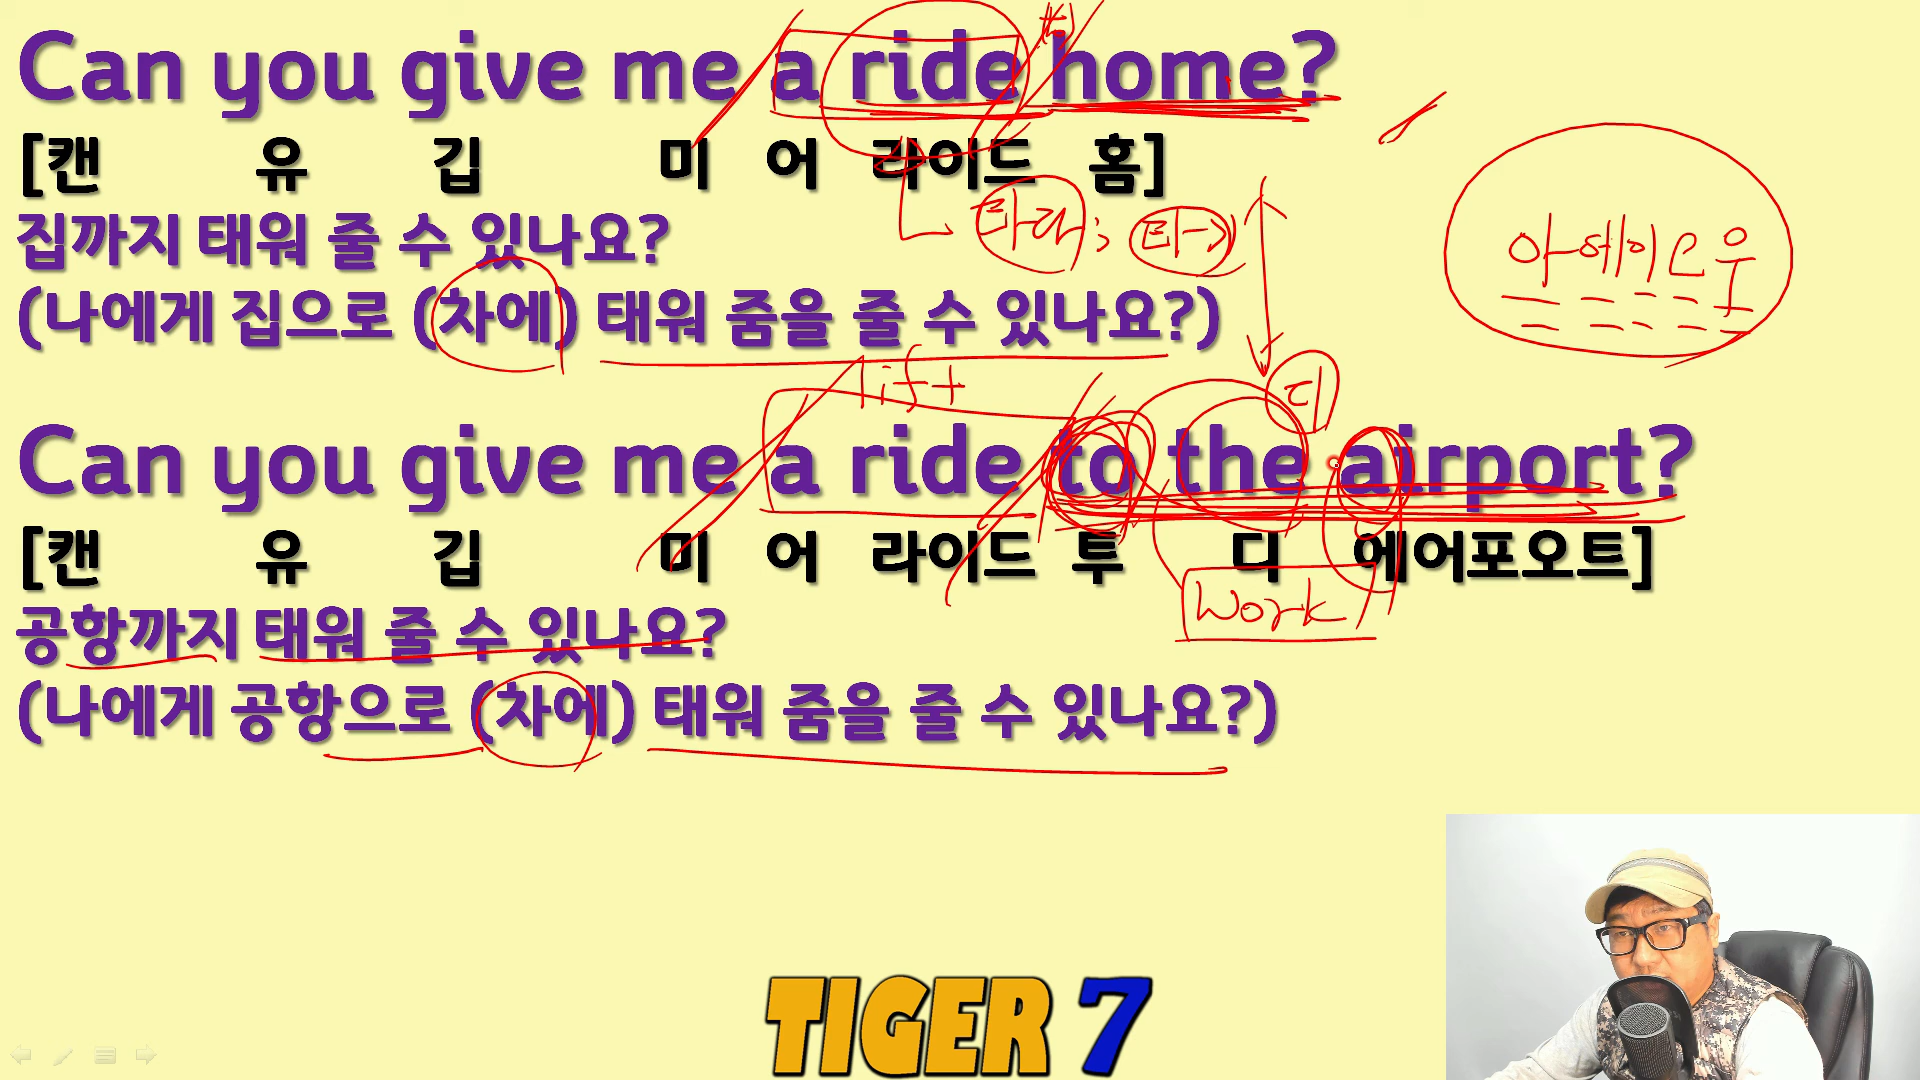 Can you give me a ride home?
[캔 유 깁 미 어 라이드 홈]
타다; 타기
집까지 태워 줄 수 있나요?
아에이오우
(나에게 집으로 (차에) 태워 줌을 줄 수 있나요?)
lift
디
Can you give me a ride to the airport?
[캔 유 깁 미 어 라이드 투 디 에어포오트]
work
공항까지 태워 줄 수 있나요?
(나에게 공항으로 (차에) 태워 줌을 줄 수 있나요?)
TIGER 7